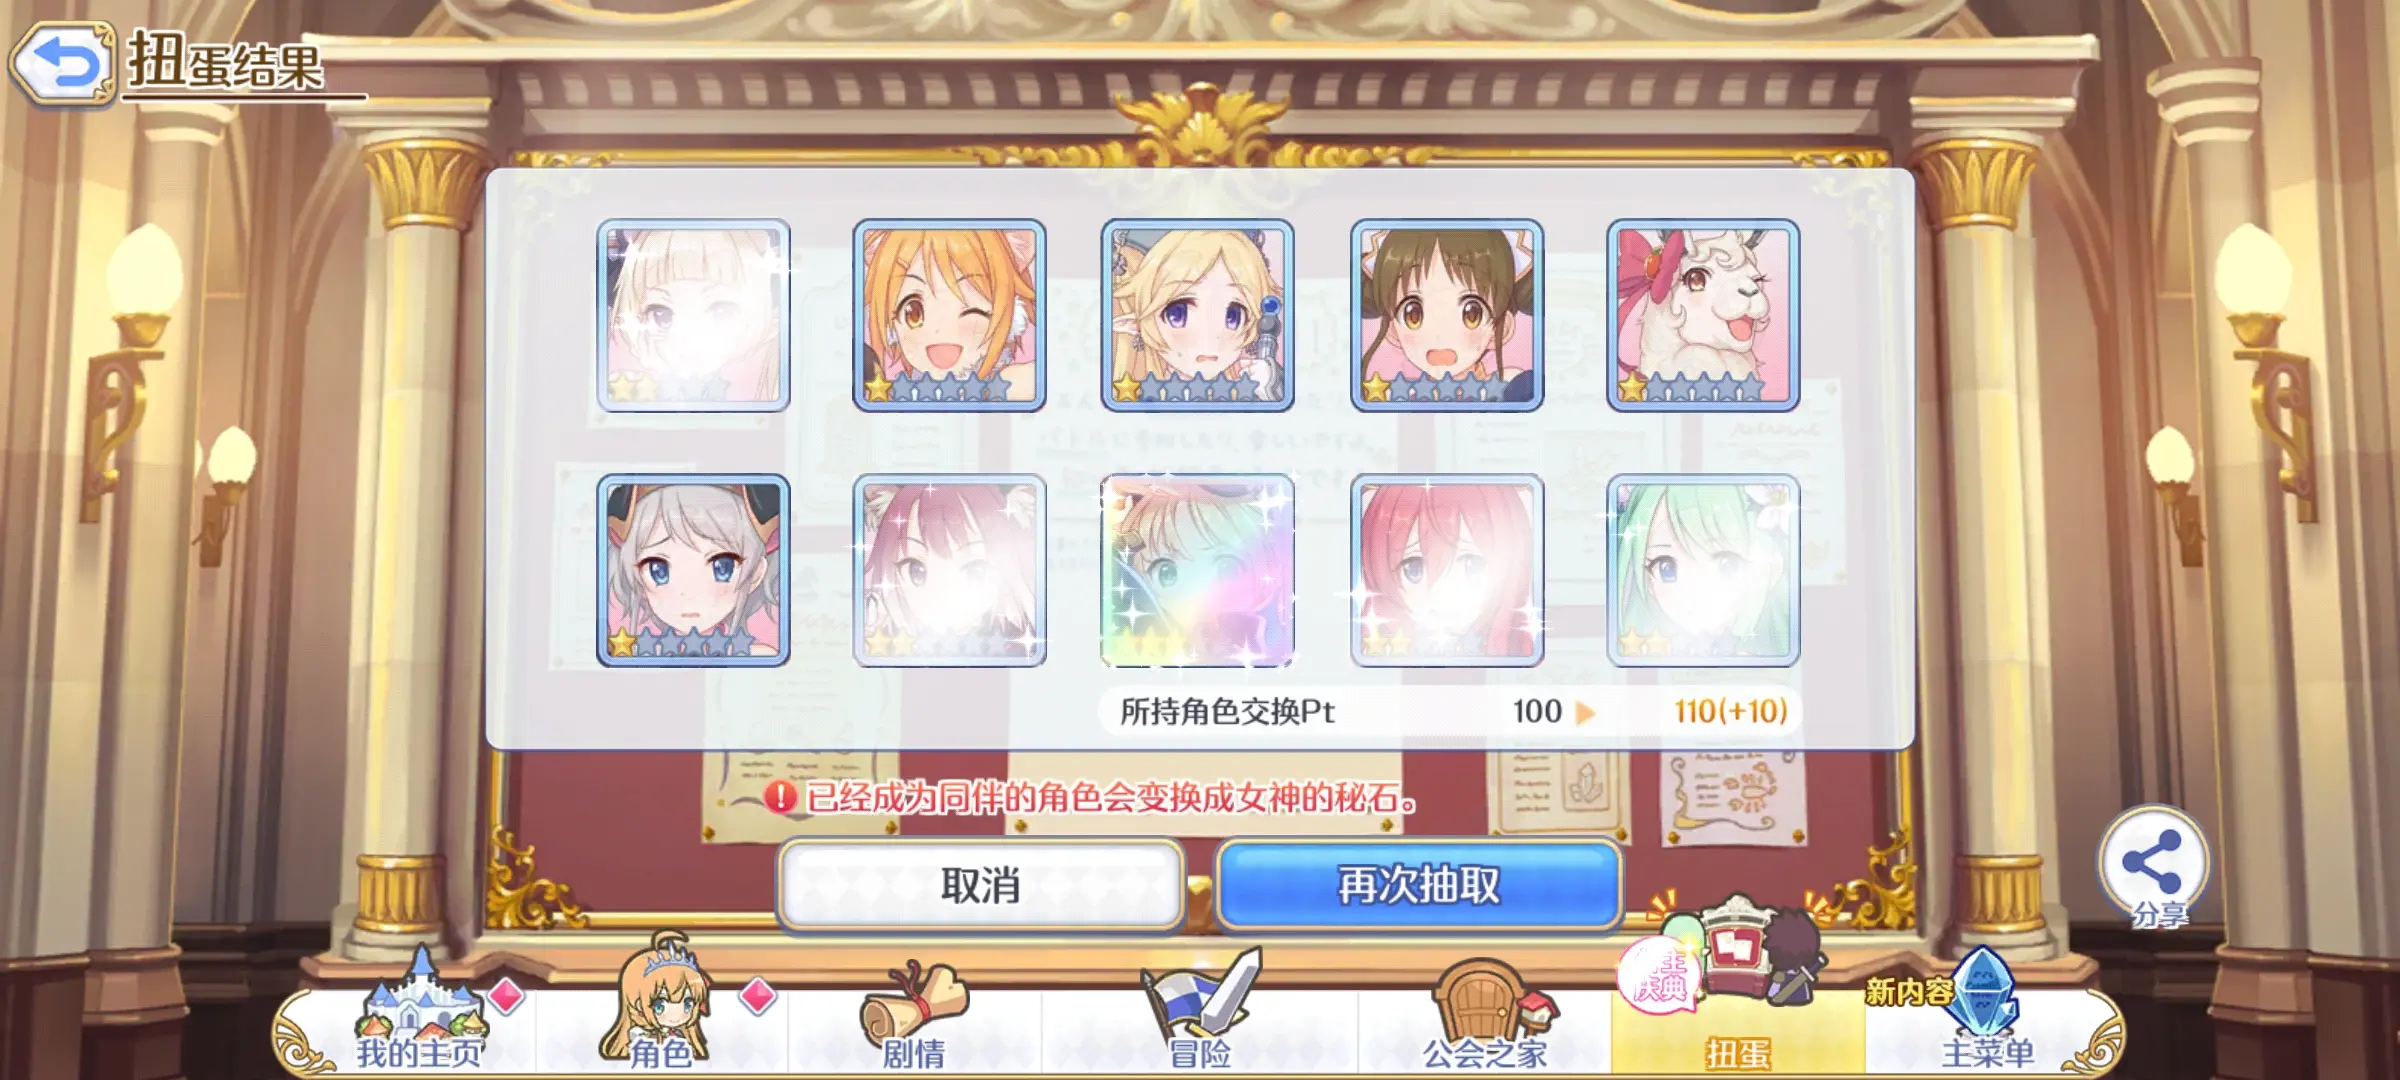 扭蛋结果
所持角色交换Pt 100 110(+10)
已经成为同伴的角色会变换成女神的秘石。
取消
再次抽取
分享
新内容
我的主页
角色
剧情
冒险
公会之家
扭蛋
主菜单